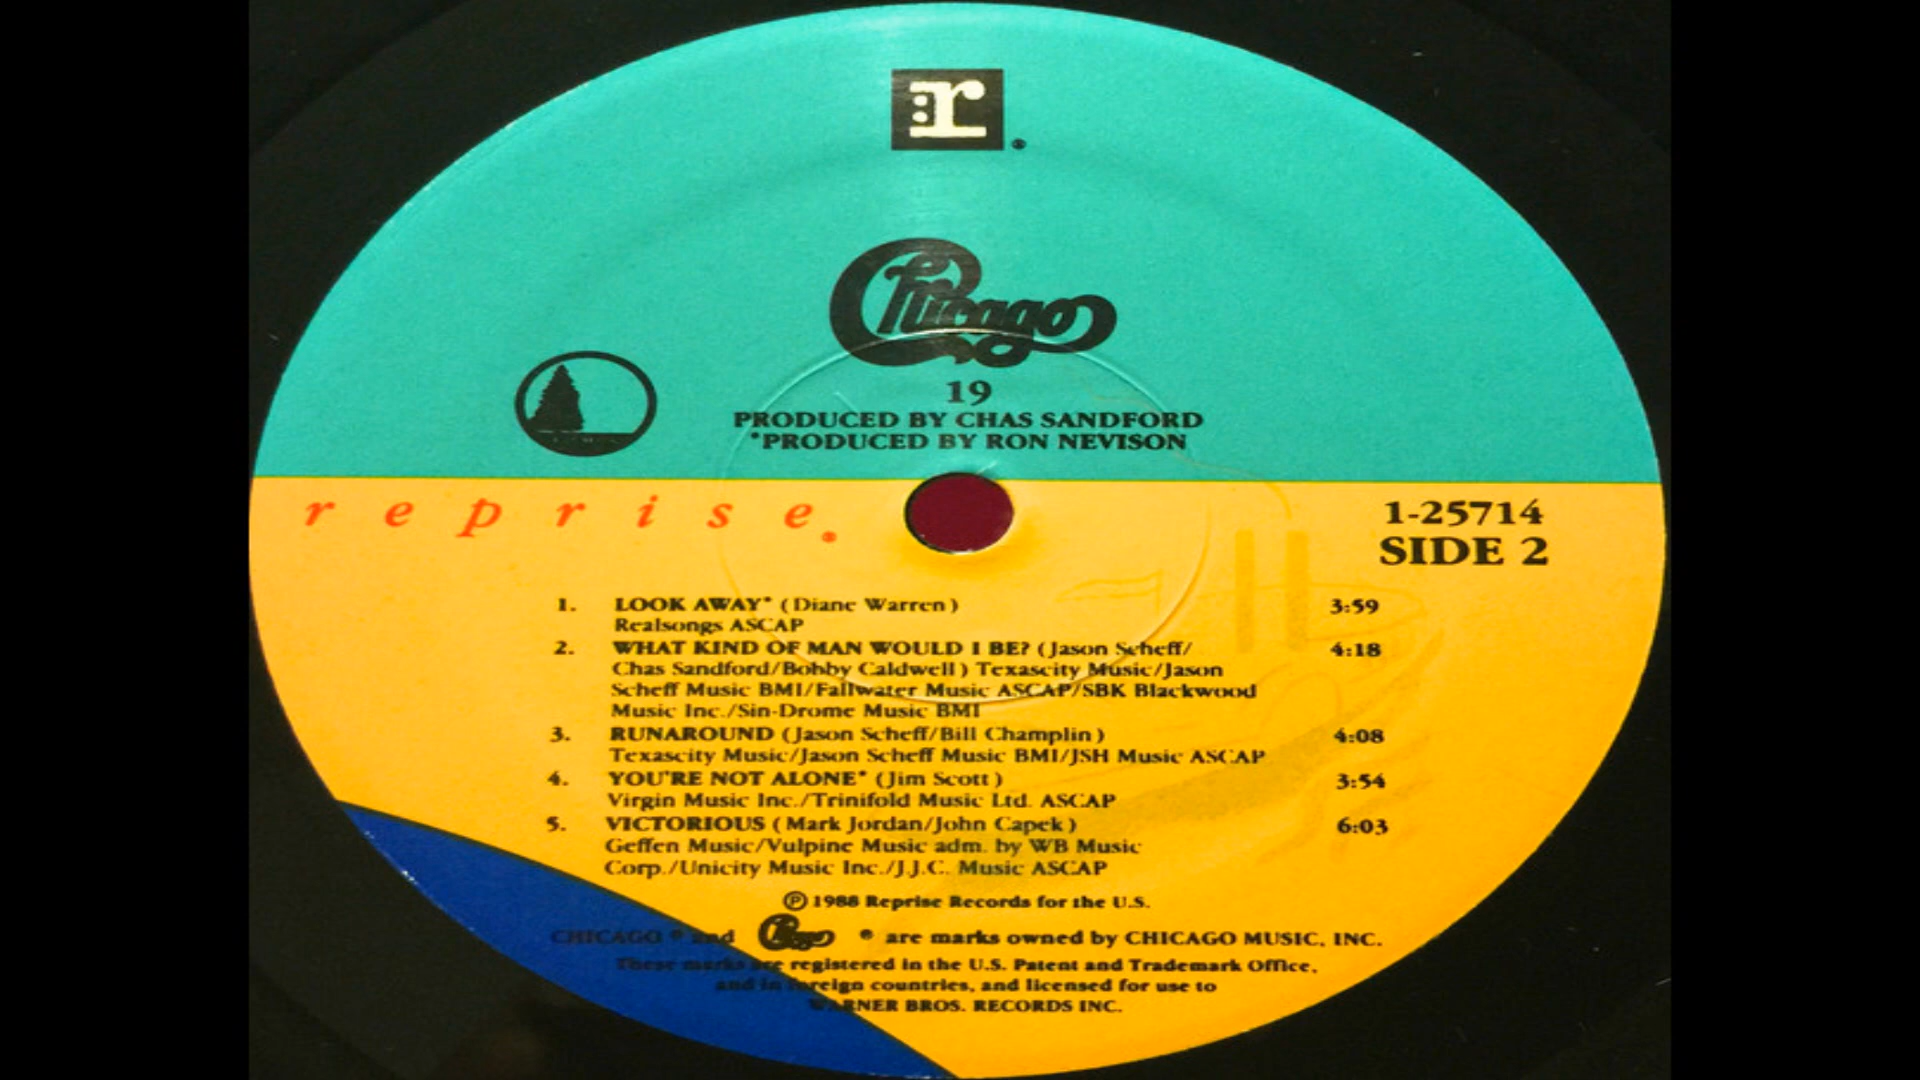 r
Chicago
19
PRODUCED BY CHAS SANDFORD
*PRODUCED BY RON NEVISON
reprise.
1-25714
SIDE 2
1. LOOK AWAY* (Diane Warren) 3:59
Realsongs ASCAP
2. WHAT KIND OF MAN WOULD I BE? (Jason Scheff/ 4:18
Chas Sandford/Bobby Caldwell) Texascity Music/Jason
Scheff Music BMI/Fallwater Music ASCAP/SBK Blackwood
Music Inc./Sin-Drome Music BMI
3. RUNAROUND (Jason Scheff/Bill Champlin) 4:08
Texascity Music/Jason Scheff Music BMI/JSH Music ASCAP
4. YOU'RE NOT ALONE* (Jim Scott) 3:54
Virgin Music Inc./Trinifold Music Ltd. ASCAP
5. VICTORIOUS (Mark Jordan/John Capek) 6:03
Geffen Music/Vulpine Music adm. by WB Music
Corp./Unicity Music Inc./J.J.C. Music ASCAP
℗ 1988 Reprise Records for the U.S.
CHICAGO ® and Chicago ® are marks owned by CHICAGO MUSIC, INC.
These marks are registered in the U.S. Patent and Trademark Office,
and in foreign countries, and licensed for use to
WARNER BROS. RECORDS INC.